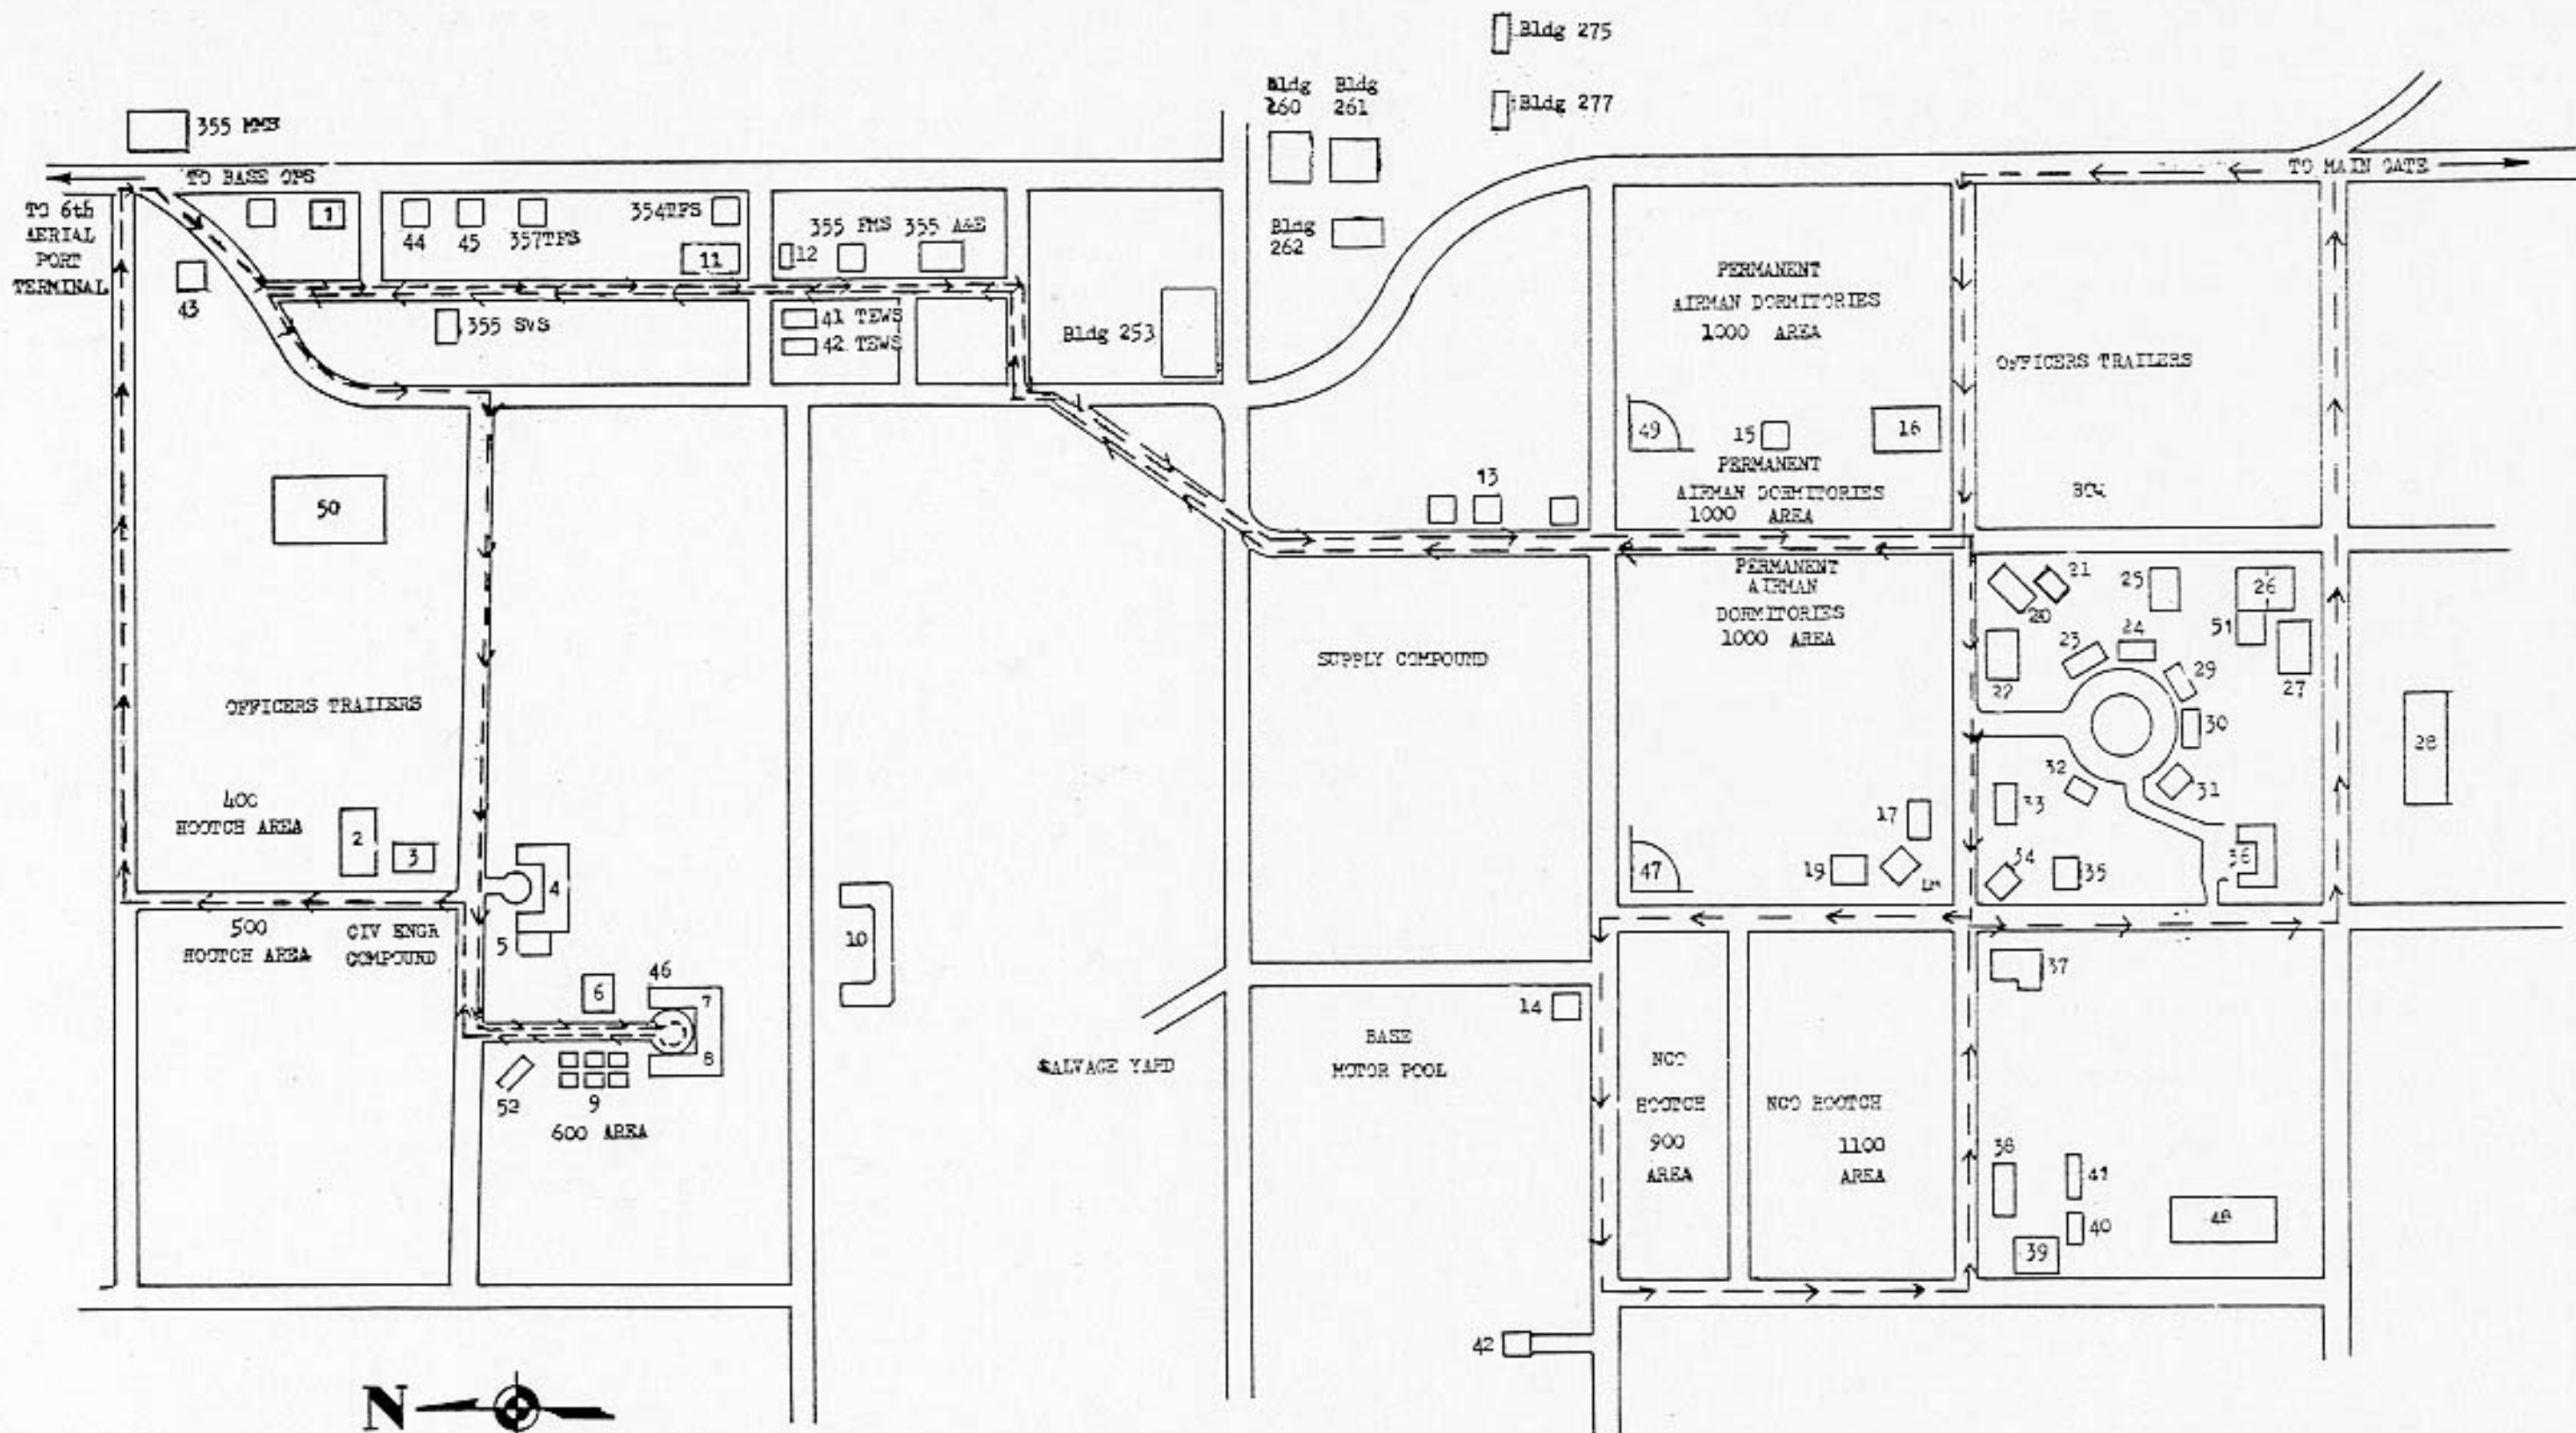 Bldg 275
Bldg 260
Bldg 261
Bldg 277
355 MMS
TO BASE OPS
TO MAIN GATE
TO 6th
AERIAL
PORT
TERMINAL
1
44
45
357TFS
354TFS
11
12
355 FMS
355 A&E
Bldg
262
43
355 SVS
41 TEWS
42 TEWS
Bldg 253
PERMANENT
AIRMAN DORMITORIES
1000 AREA
OFFICERS TRAILERS
49
15
16
PERMANENT
AIRMAN DORMITORIES
1000 AREA
50
13
PERMANENT
AIRMAN
DORMITORIES
1000 AREA
20
21
25
26
51
22
23
24
29
27
SUPPLY COMPOUND
OFFICERS TRAILERS
30
28
32
31
33
400
HOOTCH AREA
2
3
4
5
10
17
19
47
34
35
36
500
HOOTCH AREA
CIV ENGR
COMPOUND
37
6
46
7
8
14
52
9
600 AREA
SALVAGE YARD
BASE
MOTOR POOL
NCO
HOOTCH
900
AREA
NCO HOOTCH
1100
AREA
38
41
40
39
48
42
N